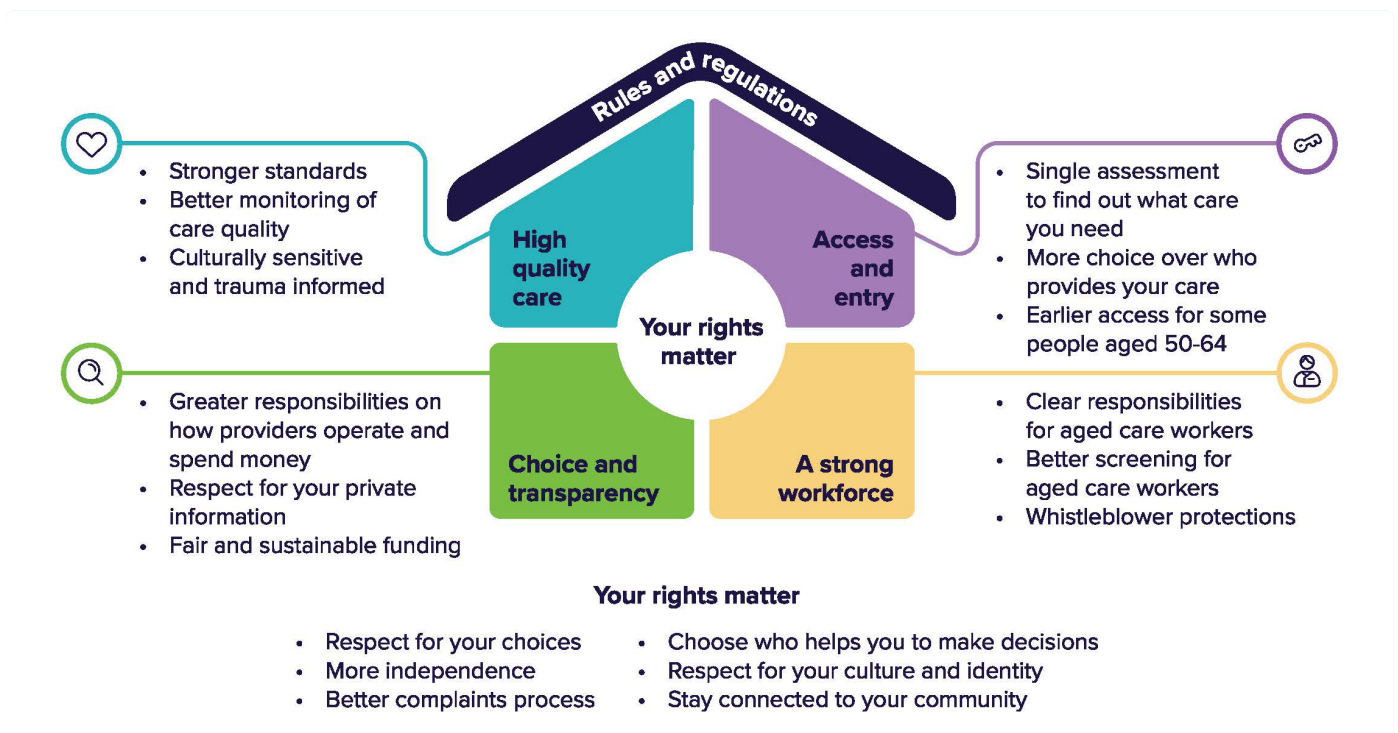 Rules and regulations
• Stronger standards
• Better monitoring of
care quality
• Culturally sensitive
and trauma informed
High
quality
care
Access
and
entry
• Single assessment
to find out what care
you need
• More choice over who
provides your care
• Earlier access for some
people aged 50-64
Your rights
matter
• Greater responsibilities on
how providers operate and
spend money
• Respect for your private
information
• Fair and sustainable funding
Choice and
transparency
A strong
workforce
• Clear responsibilities
for aged care workers
• Better screening for
aged care workers
• Whistleblower protections
Your rights matter
• Respect for your choices
• More independence
• Better complaints process
• Choose who helps you to make decisions
• Respect for your culture and identity
• Stay connected to your community